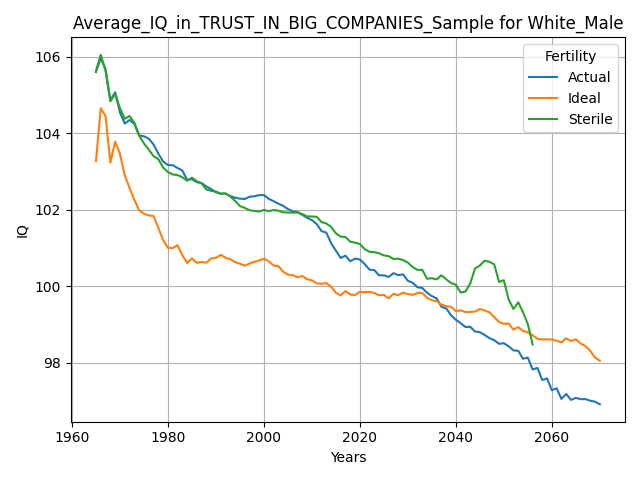 Average_IQ_in_TRUST_IN_BIG_COMPANIES_Sample for White_Male
Fertility
Actual
Ideal
Sterile
106
104
102
100
98
IQ
1960
1980
2000
2020
2040
2060
Years